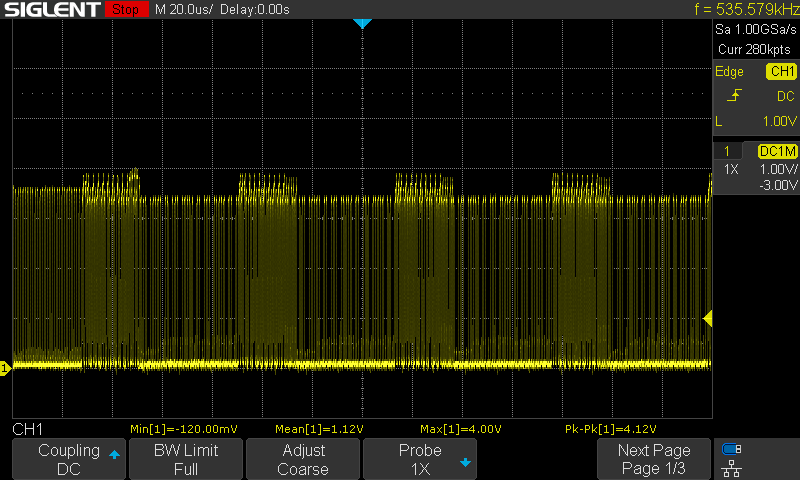 SIGLENT Stop M 20.0us/ Delay:0.00s f = 535.579kHz
Sa 1.00GSa/s
Curr 280kpts
Edge CH1
DC
L 1.00V
1 DC1M
1X 1.00V/
-3.00V
1
CH1 Min[1]=-120.00mV Mean[1]=1.12V Max[1]=4.00V Pk-Pk[1]=4.12V
Coupling BW Limit Adjust Probe Next Page
DC Full Coarse 1X Page 1/3